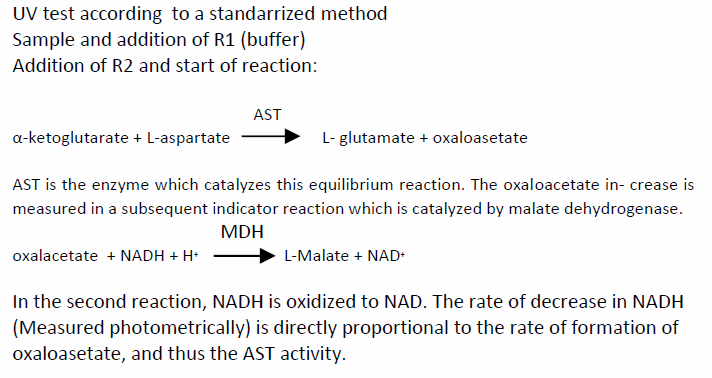 UV test according  to a standarrized method
Sample and addition of R1 (buffer)
Addition of R2 and start of reaction:
AST
α-ketoglutarate + L-aspartate → L- glutamate + oxaloasetate
AST is the enzyme which catalyzes this equilibrium reaction. The oxaloacetate in- crease is
measured in a subsequent indicator reaction which is catalyzed by malate dehydrogenase.
MDH
oxalacetate  + NADH + H⁺ → L-Malate + NAD⁺
In the second reaction, NADH is oxidized to NAD. The rate of decrease in NADH
(Measured photometrically) is directly proportional to the rate of formation of
oxaloasetate, and thus the AST activity.